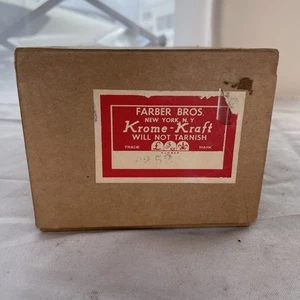 FARBER BROS.
NEW YORK, N.Y
Krome-Kraft
WILL NOT TARNISH
TRADE MARK